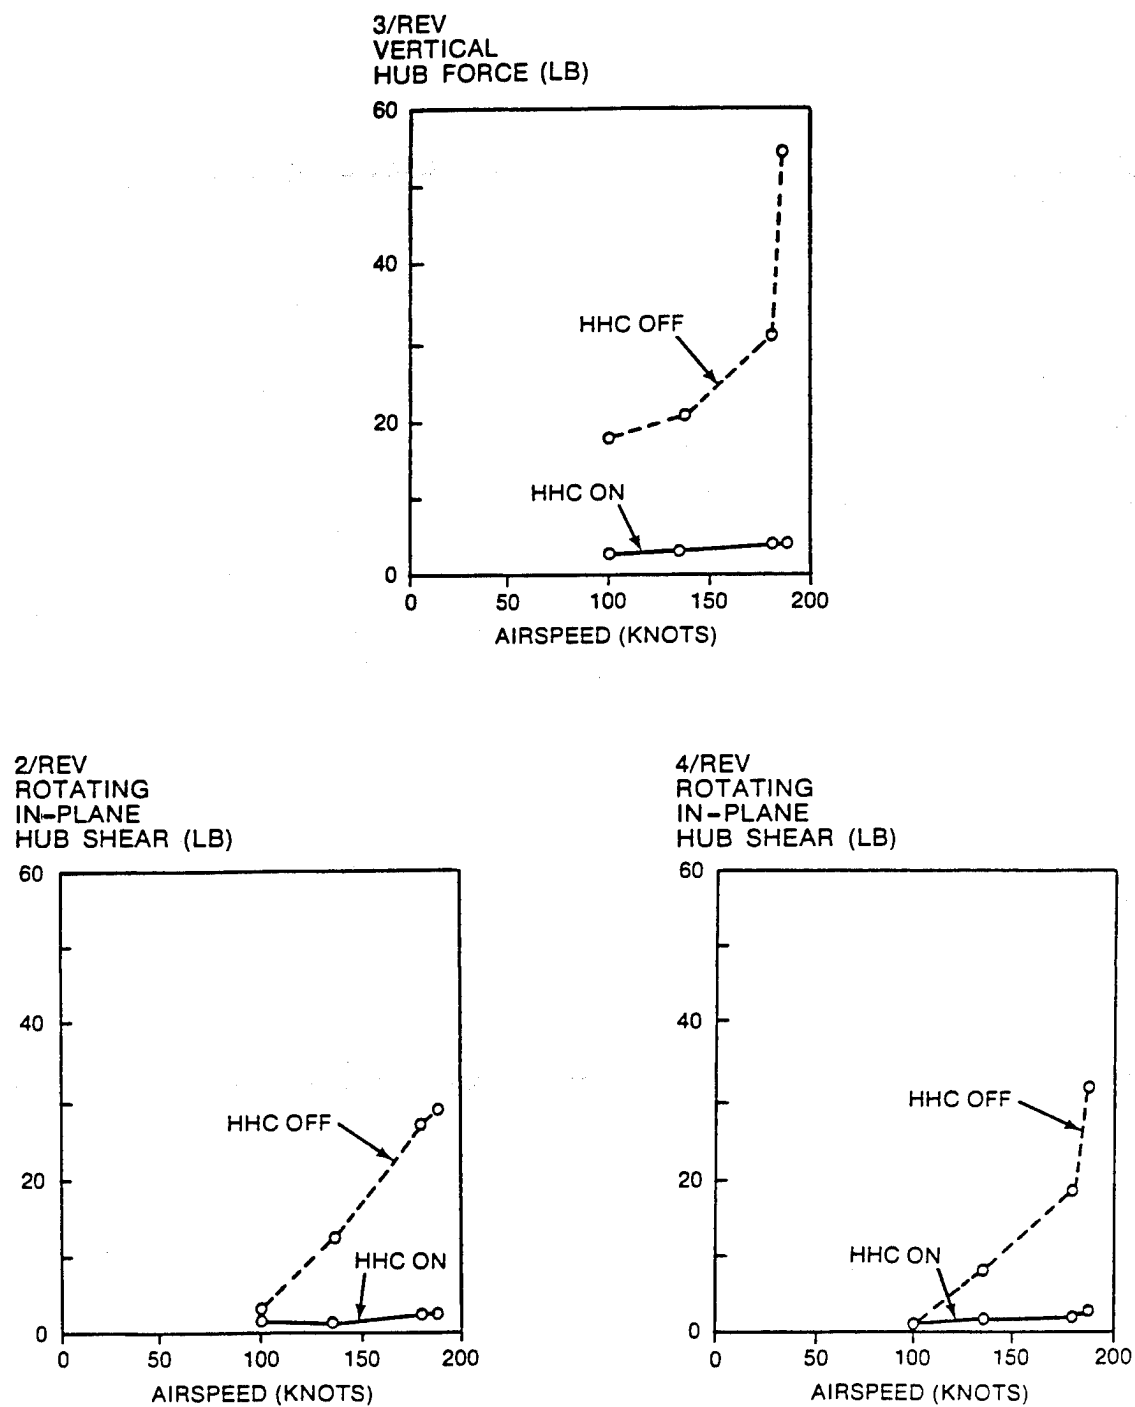 3/REV
VERTICAL
HUB FORCE (LB)
60
40
20
0
HHC OFF
HHC ON
0 50 100 150 200
AIRSPEED (KNOTS)
2/REV
ROTATING
IN-PLANE
HUB SHEAR (LB)
60
40
20
0
HHC OFF
HHC ON
0 50 100 150 200
AIRSPEED (KNOTS)
4/REV
ROTATING
IN-PLANE
HUB SHEAR (LB)
60
40
20
0
HHC OFF
HHC ON
0 50 100 150 200
AIRSPEED (KNOTS)